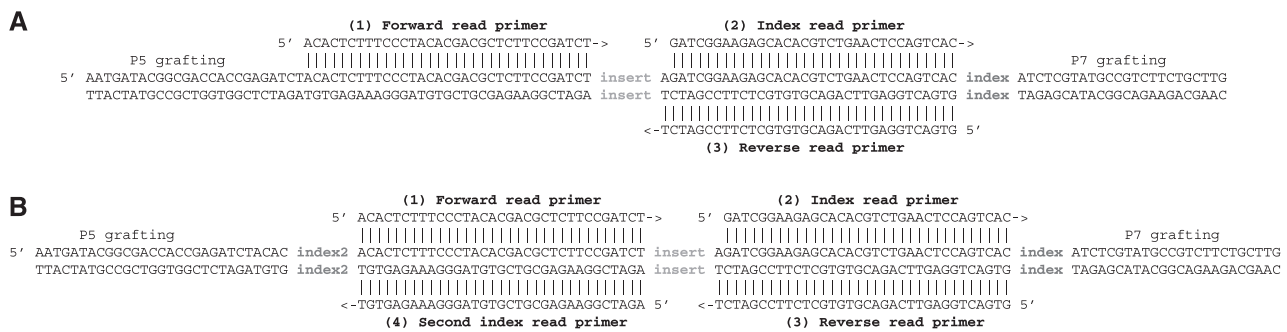 A
(1) Forward read primer
(2) Index read primer
5′ ACACTCTTTCCCTACACGACGCTCTTCCGATCT->
5′ GATCGGAAGAGCACACGTCTGAACTCCAGTCAC->
P5 grafting
P7 grafting
5′ AATGATACGGCGACCACCGAGATCTACACTCTTTCCCTACACGACGCTCTTCCGATCT insert AGATCGGAAGAGCACACGTCTGAACTCCAGTCAC index ATCTCGTATGCCGTCTTCTGCTTG
TTACTATGCCGCTGGTGGCTCTAGATGTGAGAAAGGGATGTGCTGCGAGAAGGCTAGA insert TCTAGCCTTCTCGTGTGCAGACTTGAGGTCAGTG index TAGAGCATACGGCAGAAGACGAAC
<-TCTAGCCTTCTCGTGTGCAGACTTGAGGTCAGTG 5′
(3) Reverse read primer
B
(1) Forward read primer
(2) Index read primer
5′ ACACTCTTTCCCTACACGACGCTCTTCCGATCT->
5′ GATCGGAAGAGCACACGTCTGAACTCCAGTCAC->
P5 grafting
P7 grafting
5′ AATGATACGGCGACCACCGAGATCTACAC index2 ACACTCTTTCCCTACACGACGCTCTTCCGATCT insert AGATCGGAAGAGCACACGTCTGAACTCCAGTCAC index ATCTCGTATGCCGTCTTCTGCTTG
TTACTATGCCGCTGGTGGCTCTAGATGTG index2 TGTGAGAAAGGGATGTGCTGCGAGAAGGCTAGA insert TCTAGCCTTCTCGTGTGCAGACTTGAGGTCAGTG index TAGAGCATACGGCAGAAGACGAAC
<-TGTGAGAAAGGGATGTGCTGCGAGAAGGCTAGA 5′
<-TCTAGCCTTCTCGTGTGCAGACTTGAGGTCAGTG 5′
(4) Second index read primer
(3) Reverse read primer